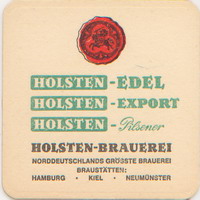 HOLSTEN-EDEL
HOLSTEN-EXPORT
HOLSTEN-Pilsener
HOLSTEN-BRAUEREI
NORDDEUTSCHLANDS GRÖSSTE BRAUEREI
BRAUSTÄTTEN:
HAMBURG • KIEL • NEUMÜNSTER